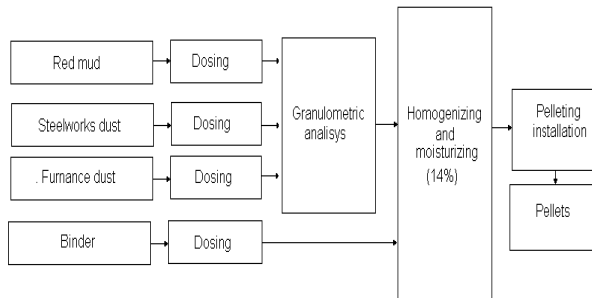 Red mud
Dosing
Steelworks dust
Dosing
. Furnance dust
Dosing
Binder
Dosing
Granulometric
analisys
Homogenizing
and
moisturizing
(14%)
Pelleting
installation
Pellets